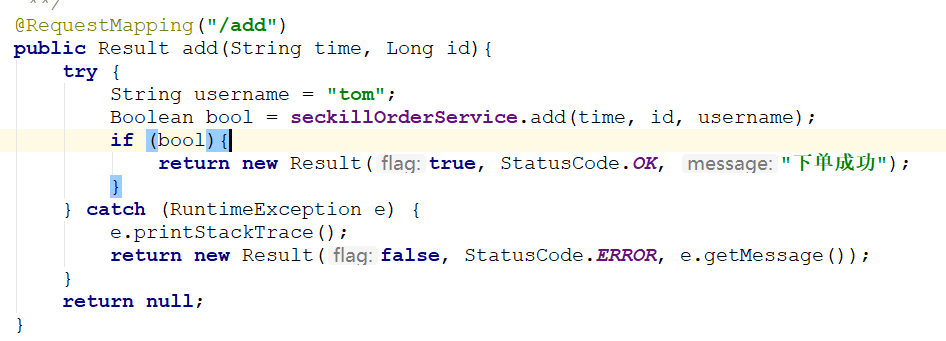 **/
@RequestMapping("/add")
public Result add(String time, Long id){
try {
String username = "tom";
Boolean bool = seckillOrderService.add(time, id, username);
if (bool){
return new Result( flag: true, StatusCode.OK, message: "下单成功");
}
} catch (RuntimeException e) {
e.printStackTrace();
return new Result( flag: false, StatusCode.ERROR, e.getMessage());
}
return null;
}